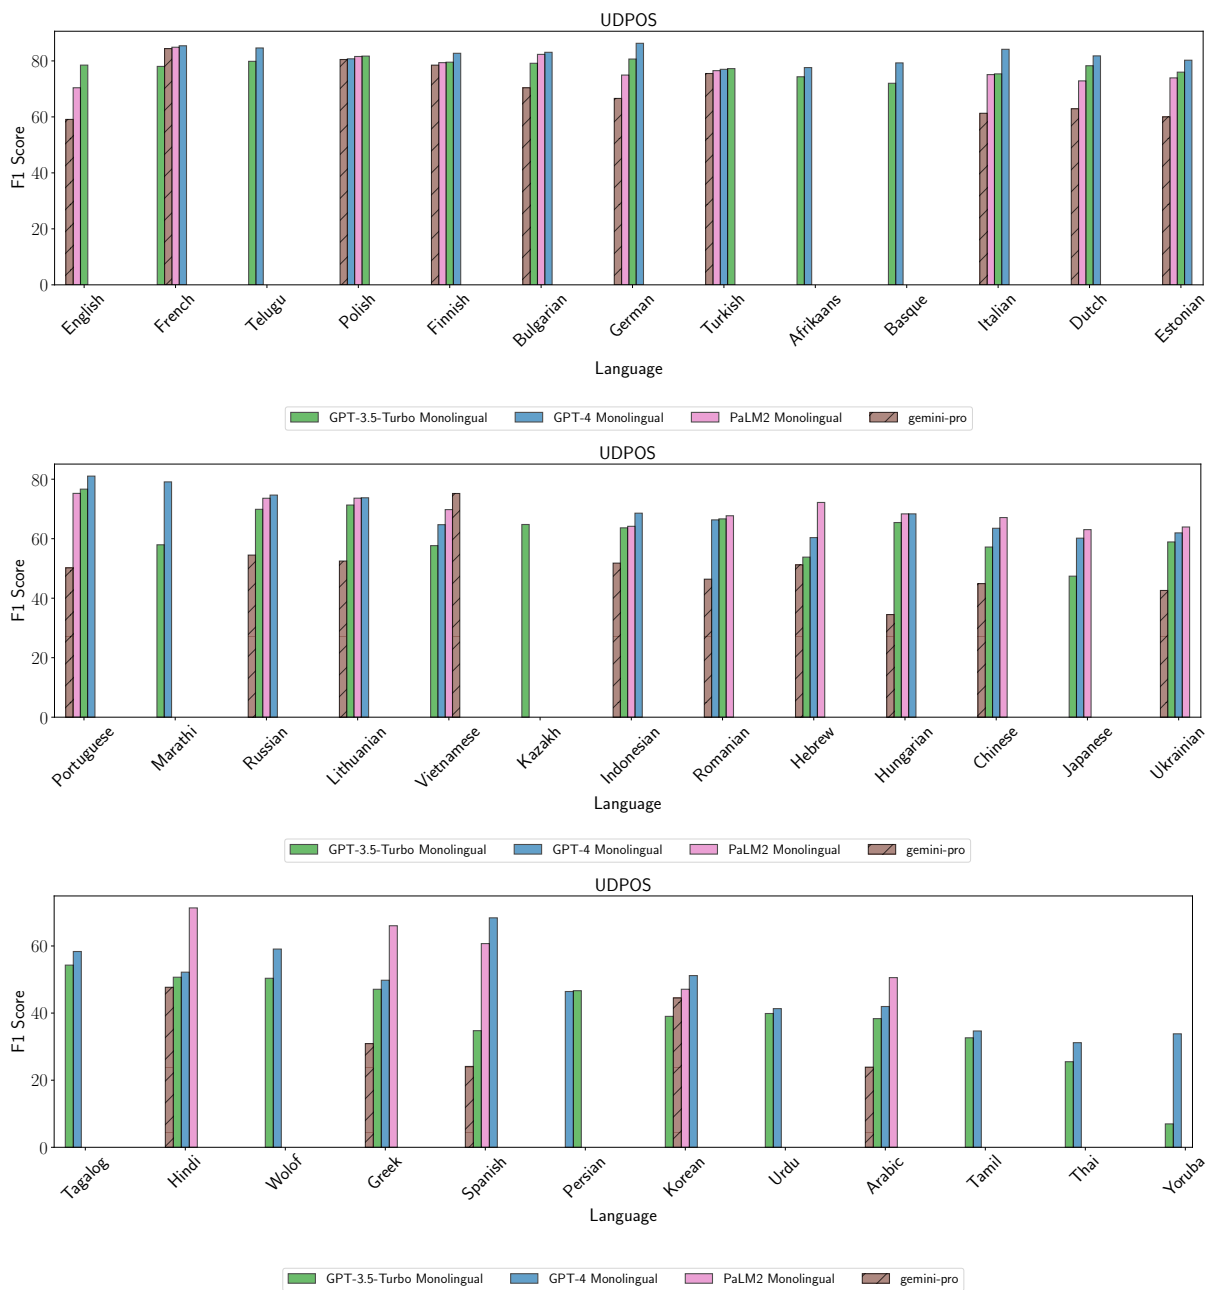 UDPOS
F1 Score
80
60
40
20
0
English French Telugu Polish Finnish Bulgarian German Turkish Afrikaans Basque Italian Dutch Estonian
Language
GPT-3.5-Turbo Monolingual GPT-4 Monolingual PaLM2 Monolingual gemini-pro
UDPOS
F1 Score
80
60
40
20
0
Portuguese Marathi Russian Lithuanian Vietnamese Kazakh Indonesian Romanian Hebrew Hungarian Chinese Japanese Ukrainian
Language
GPT-3.5-Turbo Monolingual GPT-4 Monolingual PaLM2 Monolingual gemini-pro
UDPOS
F1 Score
60
40
20
0
Tagalog Hindi Wolof Greek Spanish Persian Korean Urdu Arabic Tamil Thai Yoruba
Language
GPT-3.5-Turbo Monolingual GPT-4 Monolingual PaLM2 Monolingual gemini-pro